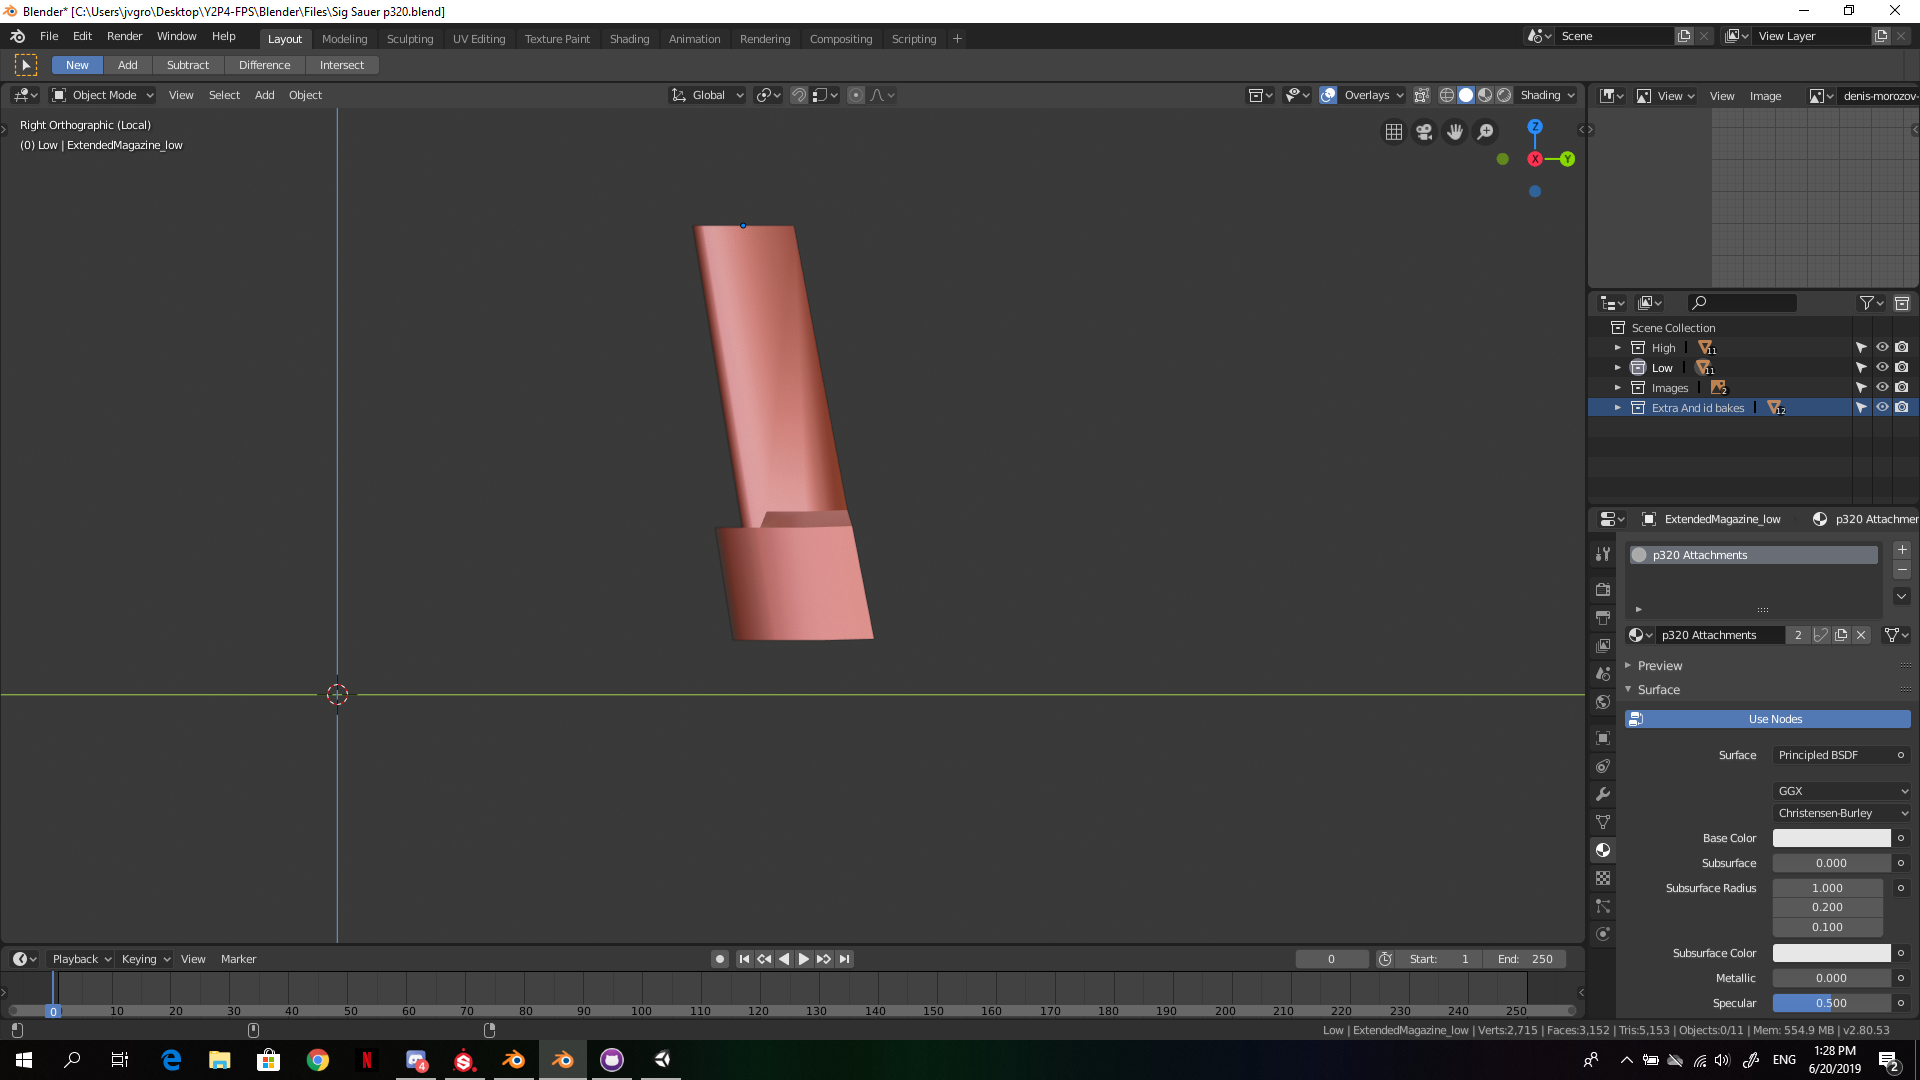 Blender* [C:\Users\jvgro\Desktop\Y2P4-FPS\Blender\Files\Sig Sauer p320.blend]
File Edit Render Window Help Layout Modeling Sculpting UV Editing Texture Paint Shading Animation Rendering Compositing Scripting + Scene View Layer
New Add Subtract Difference Intersect
Object Mode View Select Add Object Global Overlays Shading View View Image denis-morozov-
Right Orthographic (Local)
(0) Low | ExtendedMagazine_low
Z
X Y
Scene Collection
High 11
Low 11
Images 2
Extra And id bakes 12
ExtendedMagazine_low p320 Attachmer
p320 Attachments
p320 Attachments 2
Preview
Surface
Use Nodes
Surface Principled BSDF
GGX
Christensen-Burley
Base Color
Subsurface 0.000
Subsurface Radius 1.000
0.200
0.100
Subsurface Color
Metallic 0.000
Specular 0.500
Playback Keying View Marker 0 Start: 1 End: 250
0 10 20 30 40 50 60 70 80 90 100 110 120 130 140 150 160 170 180 190 200 210 220 230 240 250
Low | ExtendedMagazine_low | Verts:2,715 | Faces:3,152 | Tris:5,153 | Objects:0/11 | Mem: 554.9 MB | v2.80.53
4
ENG
1:28 PM
6/20/2019
2